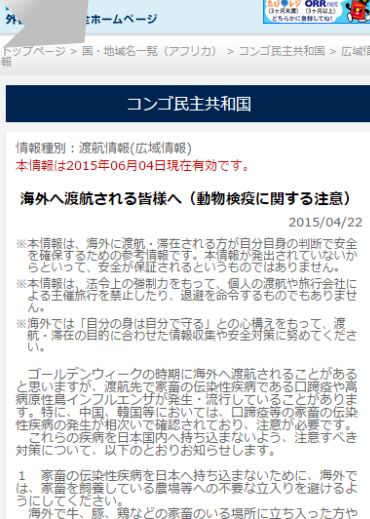 外 全ホームページ
たび レジ ORRnet
(3ヶ月未満) (3ヶ月以上)
どちらかに登録してね!
トップページ > 国・地域名一覧(アフリカ) > コンゴ民主共和国 > 広域情
報
コンゴ民主共和国
情報種別:渡航情報(広域情報)
本情報は2015年06月04日現在有効です。
海外へ渡航される皆様へ(動物検疫に関する注意)
2015/04/22
※本情報は、海外に渡航・滞在される方が自分自身の判断で安全
を確保するための参考情報です。本情報が発出されていないか
らといって、安全が保証されるというものではありません。
※本情報は、法令上の強制力をもって、個人の渡航や旅行会社に
よる主催旅行を禁止したり、退避を命令するものでもありませ
ん。
※海外では「自分の身は自分で守る」との心構えをもって、渡
航・滞在の目的に合わせた情報収集や安全対策に努めてくださ
い。
ゴールデンウィークの時期に海外へ渡航されることがある
と思いますが、渡航先で家畜の伝染性疾病である口蹄疫や高
病原性鳥インフルエンザが発生・流行していることがありま
す。特に、中国、韓国等においては、口蹄疫等の家畜の伝染
性疾病の発生が相次いで確認されており、注意が必要です。
これらの疾病を日本国内へ持ち込まないよう、注意すべき
対策について、以下のとおりお知らせします。
1 家畜の伝染性疾病を日本へ持ち込まないために、海外で
は、家畜を飼養している農場等への不要な立入りを避けるよ
うにしてください。
海外で牛、豚、鶏などの家畜のいる場所に立ち入った方や